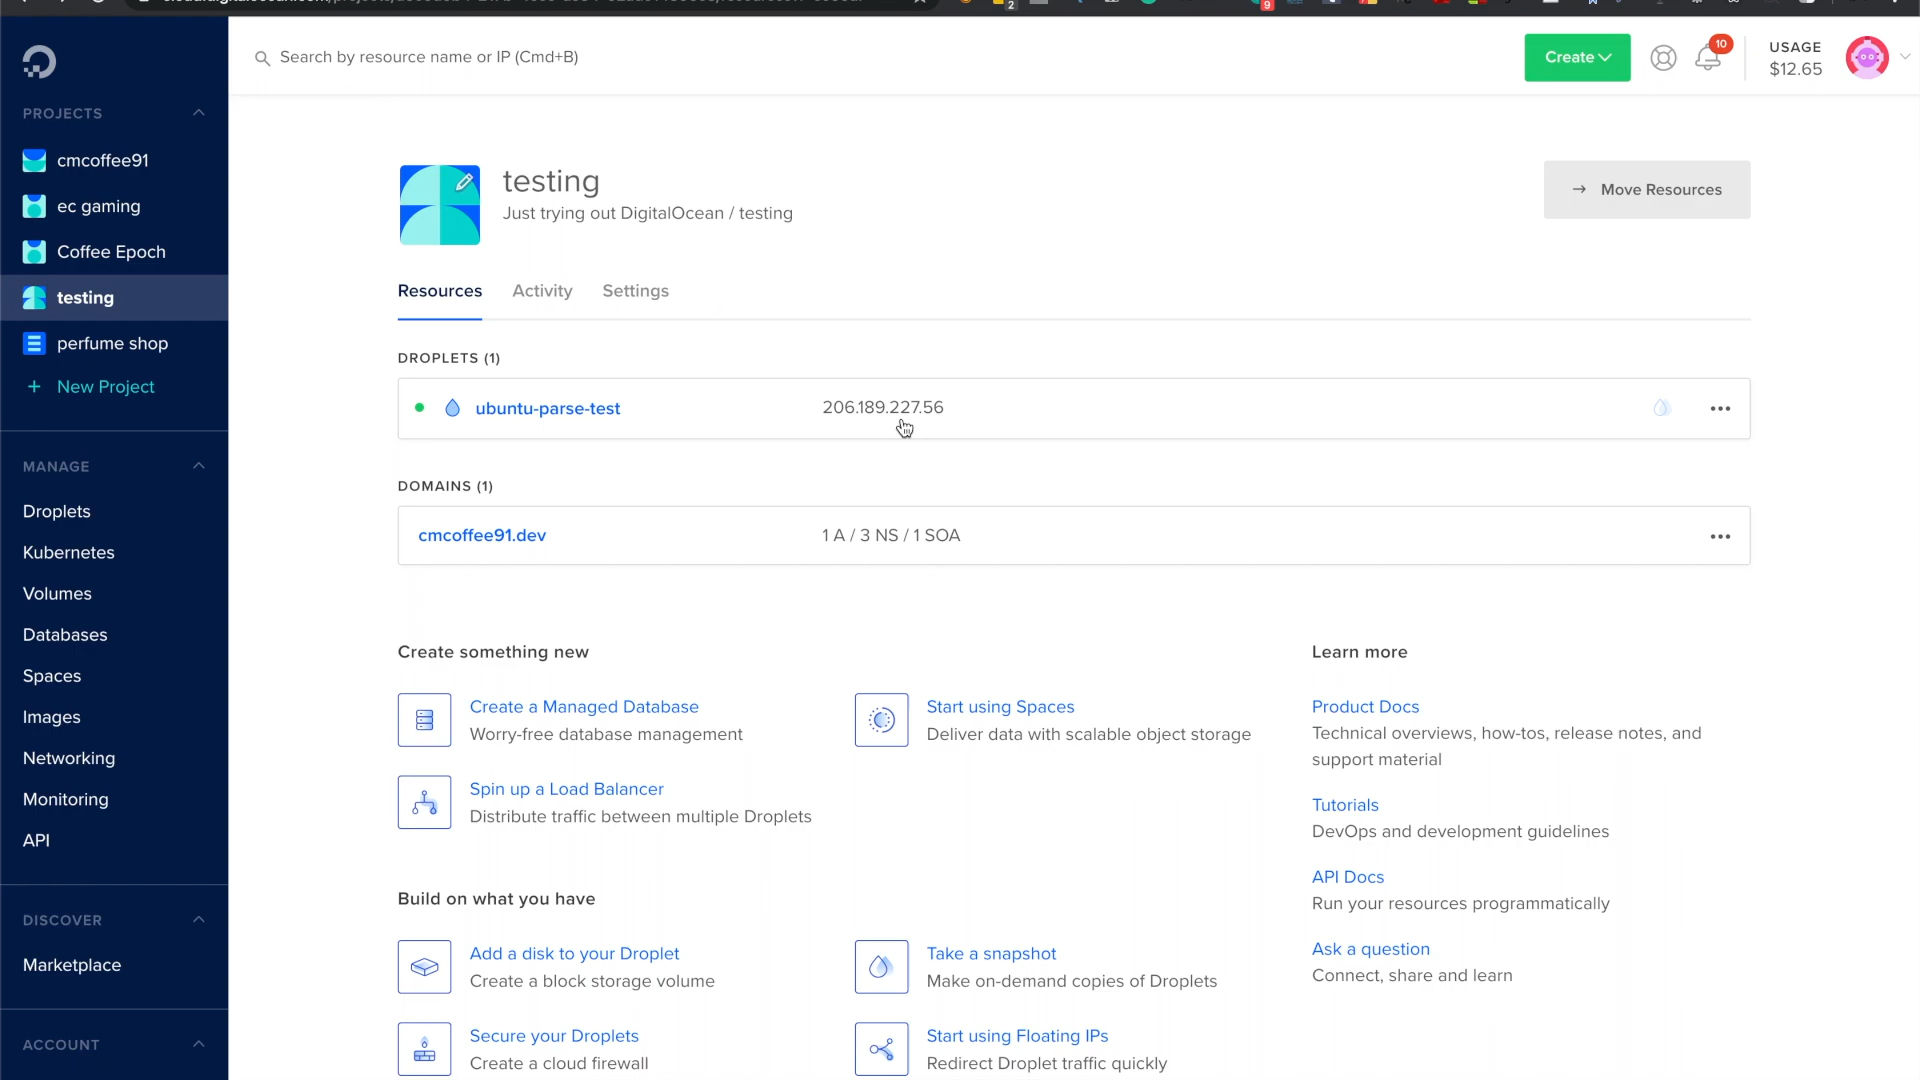 2
9
Search by resource name or IP (Cmd+B)
Create
10
USAGE
$12.65
PROJECTS
cmcoffee91
ec gaming
Coffee Epoch
testing
perfume shop
+ New Project
MANAGE
Droplets
Kubernetes
Volumes
Databases
Spaces
Images
Networking
Monitoring
API
DISCOVER
Marketplace
ACCOUNT
testing
Just trying out DigitalOcean / testing
→ Move Resources
Resources
Activity
Settings
DROPLETS (1)
ubuntu-parse-test
206.189.227.56
DOMAINS (1)
cmcoffee91.dev
1 A / 3 NS / 1 SOA
Create something new
Create a Managed Database
Worry-free database management
Start using Spaces
Deliver data with scalable object storage
Spin up a Load Balancer
Distribute traffic between multiple Droplets
Build on what you have
Add a disk to your Droplet
Create a block storage volume
Take a snapshot
Make on-demand copies of Droplets
Secure your Droplets
Create a cloud firewall
Start using Floating IPs
Redirect Droplet traffic quickly
Learn more
Product Docs
Technical overviews, how-tos, release notes, and
support material
Tutorials
DevOps and development guidelines
API Docs
Run your resources programmatically
Ask a question
Connect, share and learn